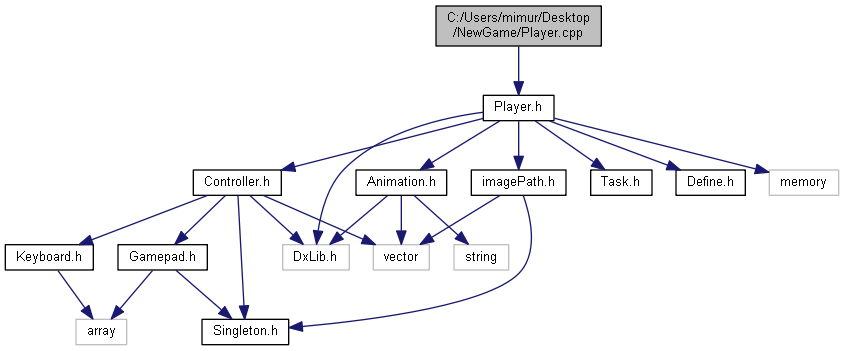 C:/Users/mimur/Desktop
/NewGame/Player.cpp
Player.h
Controller.h
Animation.h
imagePath.h
Task.h
Define.h
memory
Keyboard.h
Gamepad.h
DxLib.h
vector
string
array
Singleton.h